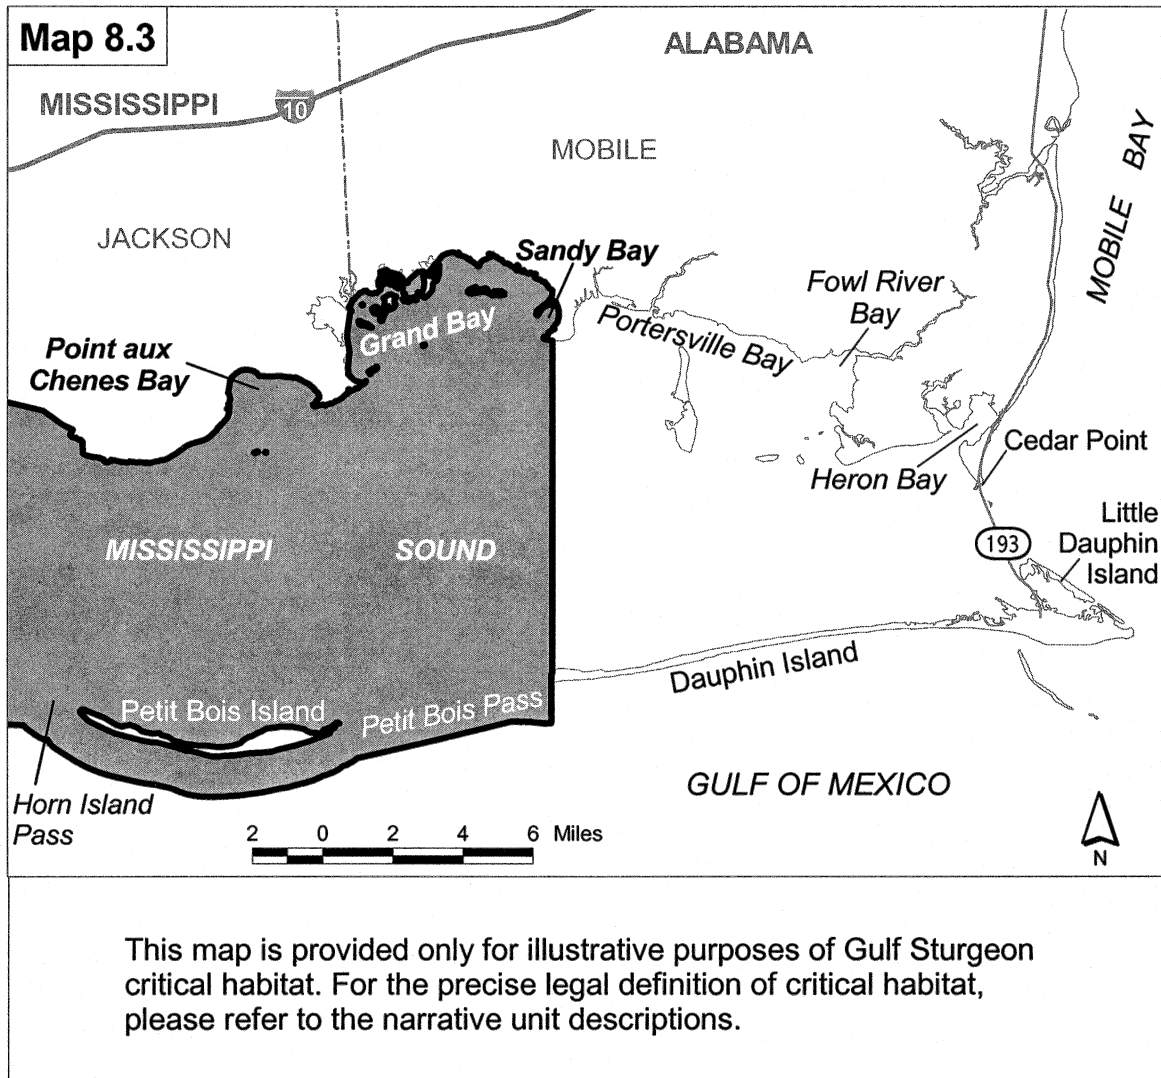 Map 8.3
ALABAMA
MISSISSIPPI
10
MOBILE
MOBILE BAY
JACKSON
Sandy Bay
Fowl River
Bay
Grand Bay
Portersville Bay
Point aux
Chenes Bay
Cedar Point
Heron Bay
Little
Dauphin
Island
193
MISSISSIPPI SOUND
Dauphin Island
Petit Bois Island
Petit Bois Pass
GULF OF MEXICO
Horn Island
Pass
2 0 2 4 6 Miles
N
This map is provided only for illustrative purposes of Gulf Sturgeon
critical habitat. For the precise legal definition of critical habitat,
please refer to the narrative unit descriptions.